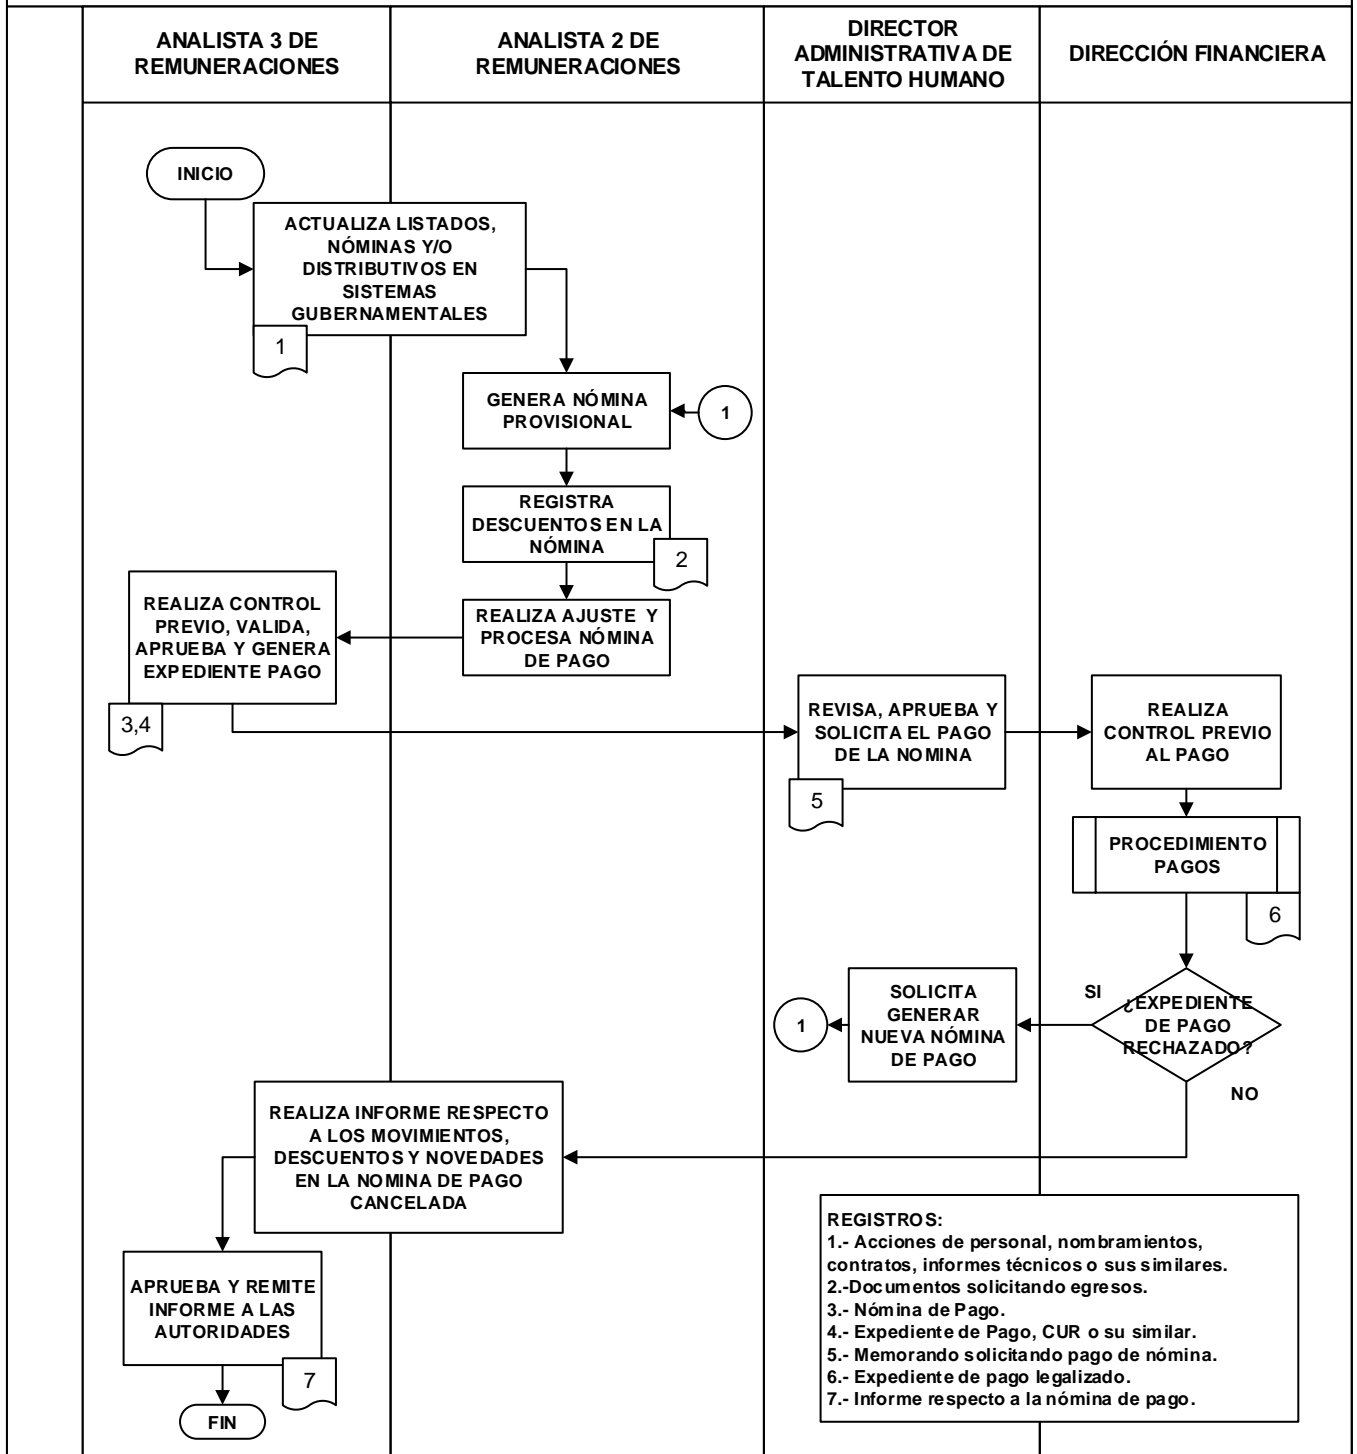 ANALISTA 3 DE
REMUNERACIONES
ANALISTA 2 DE
REMUNERACIONES
DIRECTOR
ADMINISTRATIVA DE
TALENTO HUMANO
DIRECCIÓN FINANCIERA
INICIO
ACTUALIZA LISTADOS,
NÓMINAS Y/O
DISTRIBUTIVOS EN
SISTEMAS
GUBERNAMENTALES
1
GENERA NÓMINA
PROVISIONAL
1
REGISTRA
DESCUENTOS EN LA
NÓMINA
2
REALIZA AJUSTE Y
PROCESA NÓMINA
DE PAGO
REALIZA CONTROL
PREVIO, VALIDA,
APRUEBA Y GENERA
EXPEDIENTE PAGO
3,4
REVISA, APRUEBA Y
SOLICITA EL PAGO
DE LA NOMINA
5
REALIZA
CONTROL PREVIO
AL PAGO
PROCEDIMIENTO
PAGOS
6
¿EXPEDIENTE
DE PAGO
RECHAZADO?
SI
NO
SOLICITA
GENERAR
NUEVA NÓMINA
DE PAGO
1
REALIZA INFORME RESPECTO
A LOS MOVIMIENTOS,
DESCUENTOS Y NOVEDADES
EN LA NOMINA DE PAGO
CANCELADA
APRUEBA Y REMITE
INFORME A LAS
AUTORIDADES
7
FIN
REGISTROS:
1.- Acciones de personal, nombramientos,
contratos, informes técnicos o sus similares.
2.-Documentos solicitando egresos.
3.- Nómina de Pago.
4.- Expediente de Pago, CUR o su similar.
5.- Memorando solicitando pago de nómina.
6.- Expediente de pago legalizado.
7.- Informe respecto a la nómina de pago.